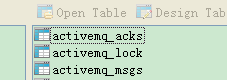 Open Table Design Tab
activemq_acks
activemq_lock
activemq_msgs